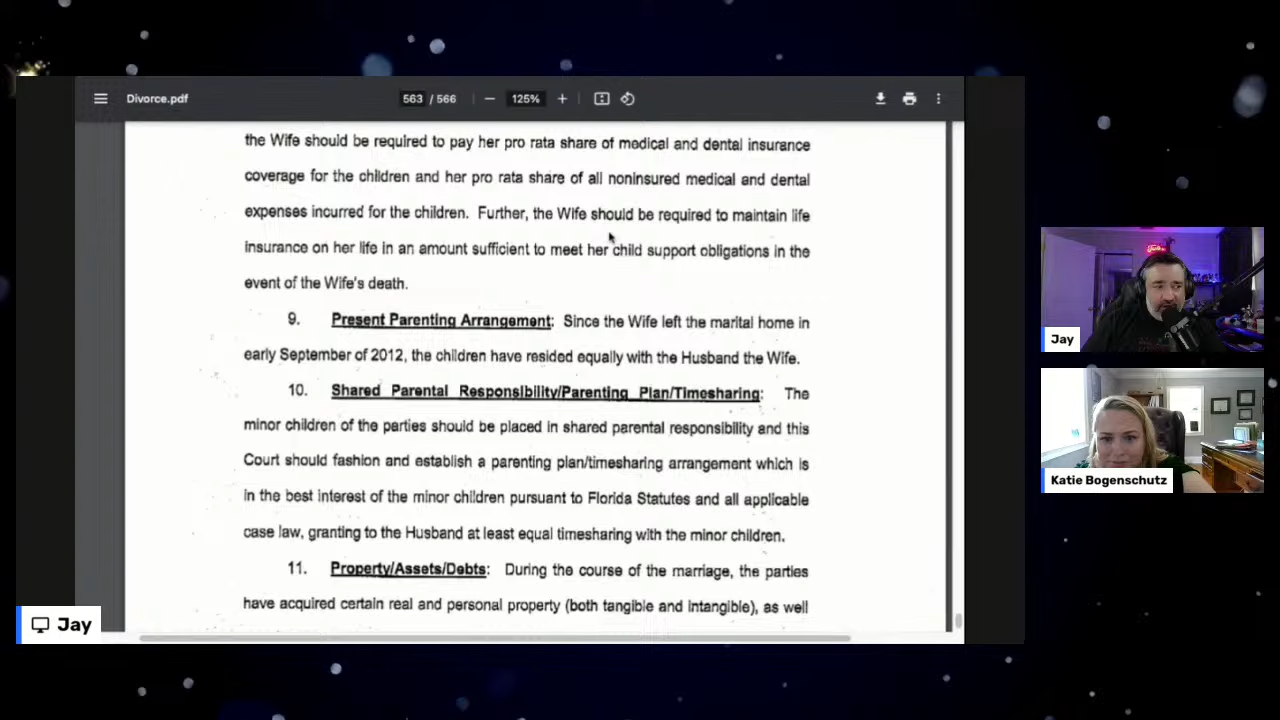 Divorce.pdf
563 / 566
125%
the Wife should be required to pay her pro rata share of medical and dental insurance
coverage for the children and her pro rata share of all noninsured medical and dental
expenses incurred for the children. Further, the Wife should be required to maintain life
insurance on her life in an amount sufficient to meet her child support obligations in the
event of the Wife's death.
9. Present Parenting Arrangement: Since the Wife left the marital home in
early September of 2012, the children have resided equally with the Husband the Wife.
10. Shared Parental Responsibility/Parenting Plan/Timesharing: The
minor children of the parties should be placed in shared parental responsibility and this
Court should fashion and establish a parenting plan/timesharing arrangement which is
in the best interest of the minor children pursuant to Florida Statutes and all applicable
case law, granting to the Husband at least equal timesharing with the minor children.
11. Property/Assets/Debts: During the course of the marriage, the parties
have acquired certain real and personal property (both tangible and intangible), as well
Jay
Jay
Katie Bogenschutz